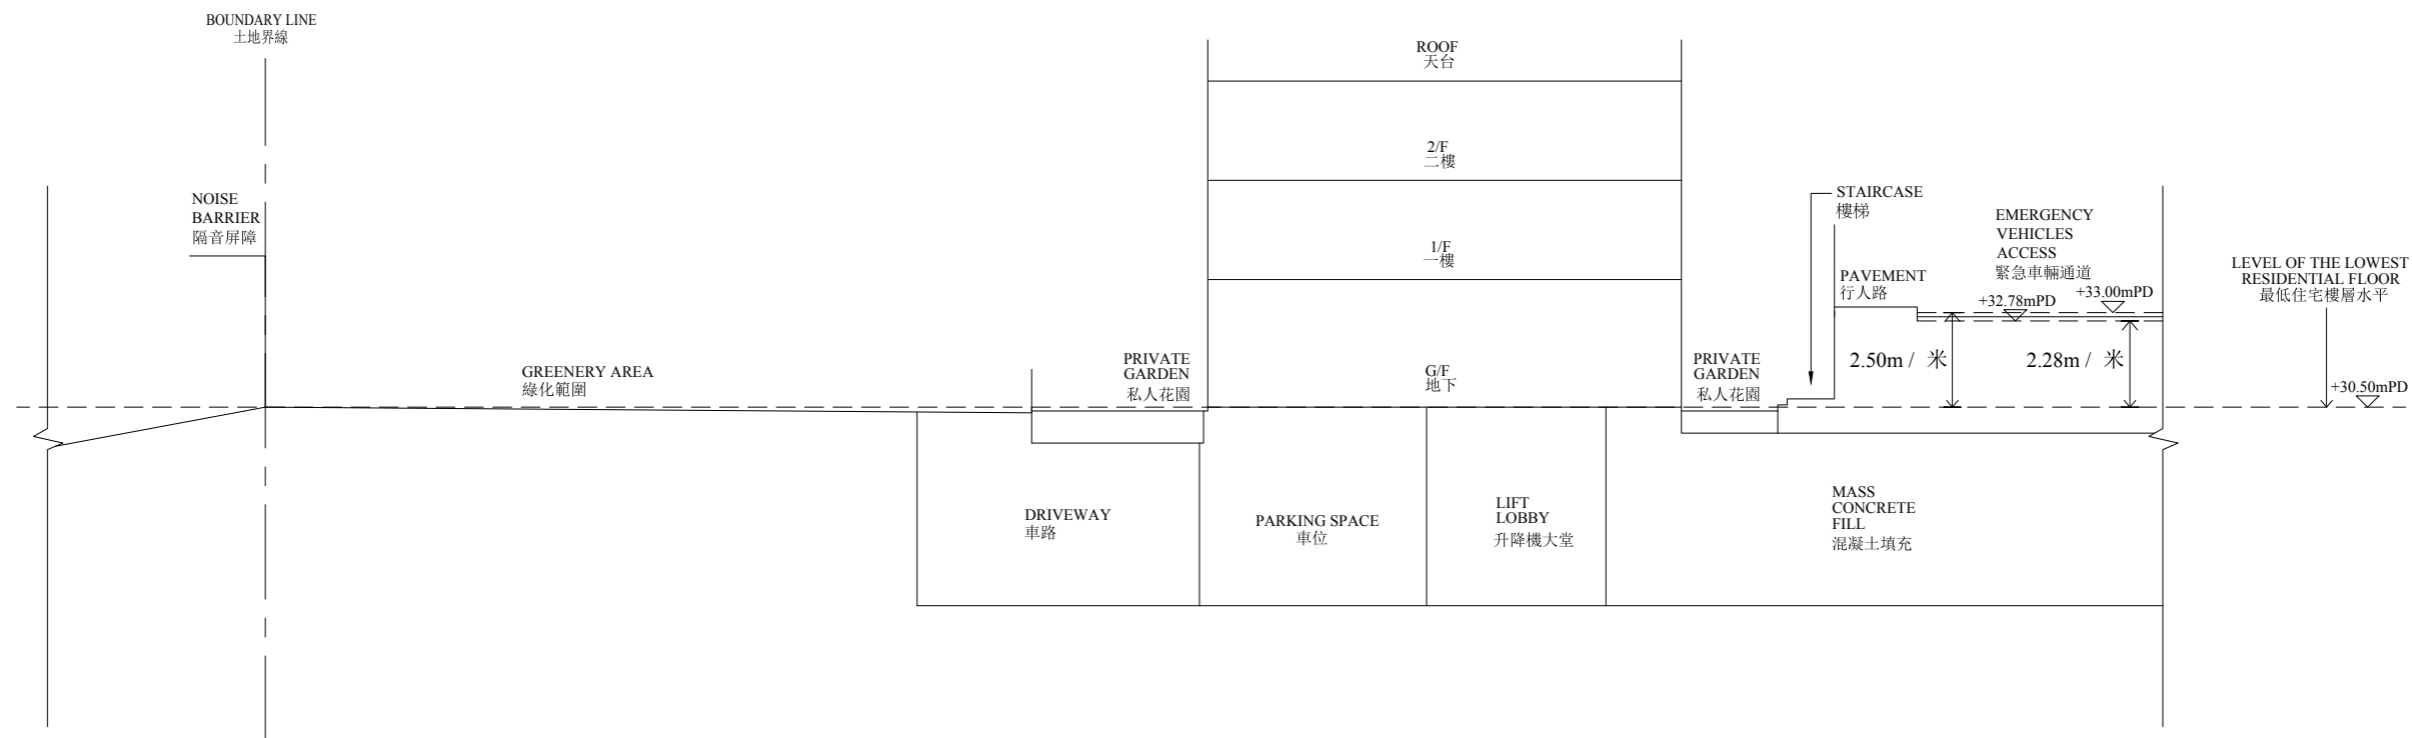 BOUNDARY LINE
土地界線
ROOF
天台
2/F
二樓
NOISE
BARRIER
隔音屏障
STAIRCASE
樓梯
EMERGENCY
VEHICLES
ACCESS
緊急車輛通道
1/F
一樓
PAVEMENT
行人路
+32.78mPD
+33.00mPD
LEVEL OF THE LOWEST
RESIDENTIAL FLOOR
最低住宅樓層水平
GREENERY AREA
綠化範圍
PRIVATE
GARDEN
私人花園
G/F
地下
PRIVATE
GARDEN
私人花園
2.50m / 米
2.28m / 米
+30.50mPD
DRIVEWAY
車路
PARKING SPACE
車位
LIFT
LOBBY
升降機大堂
MASS
CONCRETE
FILL
混凝土填充